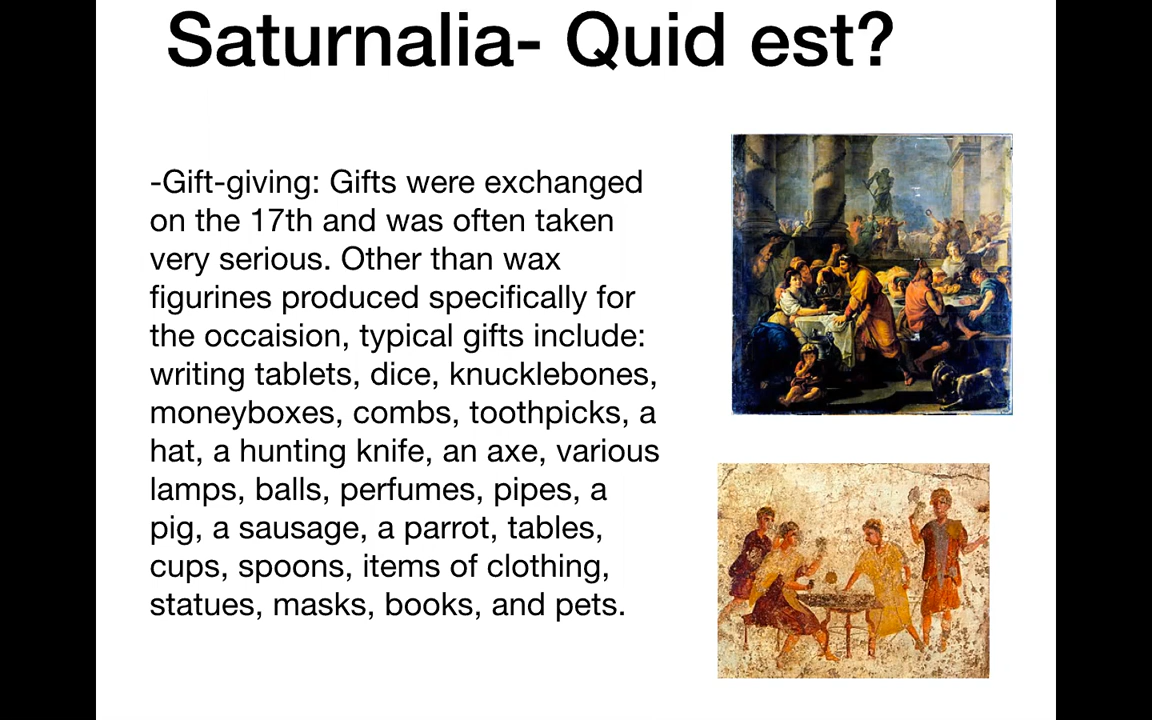 Saturnalia- Quid est?
-Gift-giving: Gifts were exchanged
on the 17th and was often taken
very serious. Other than wax
figurines produced specifically for
the occaision, typical gifts include:
writing tablets, dice, knucklebones,
moneyboxes, combs, toothpicks, a
hat, a hunting knife, an axe, various
lamps, balls, perfumes, pipes, a
pig, a sausage, a parrot, tables,
cups, spoons, items of clothing,
statues, masks, books, and pets.